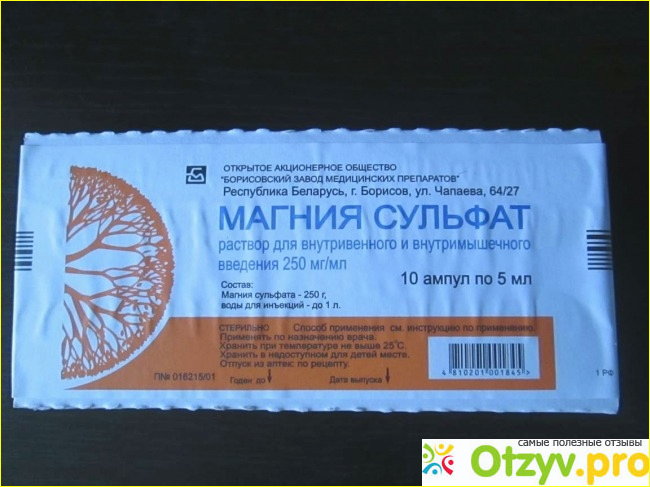 ОТКРЫТОЕ АКЦИОНЕРНОЕ ОБЩЕСТВО
"БОРИСОВСКИЙ ЗАВОД МЕДИЦИНСКИХ ПРЕПАРАТОВ"
Республика Беларусь, г. Борисов, ул. Чапаева, 64/27
МАГНИЯ СУЛЬФАТ
раствор для внутривенного и внутримышечного
введения 250 мг/мл
10 ампул по 5 мл
Состав:
Магния сульфата - 250 г,
воды для инъекций - до 1 л.
СТЕРИЛЬНО Способ применения см. инструкцию по применению.
Применять по назначению врача.
Хранить при температуре не выше 25°С.
Хранить в недоступном для детей месте.
Отпуск из аптек по рецепту.
П№ 016215/01
Годен до
Дата выпуска
4 810201 001845
1 РФ
самые полезные отзывы
Otzyv.pro